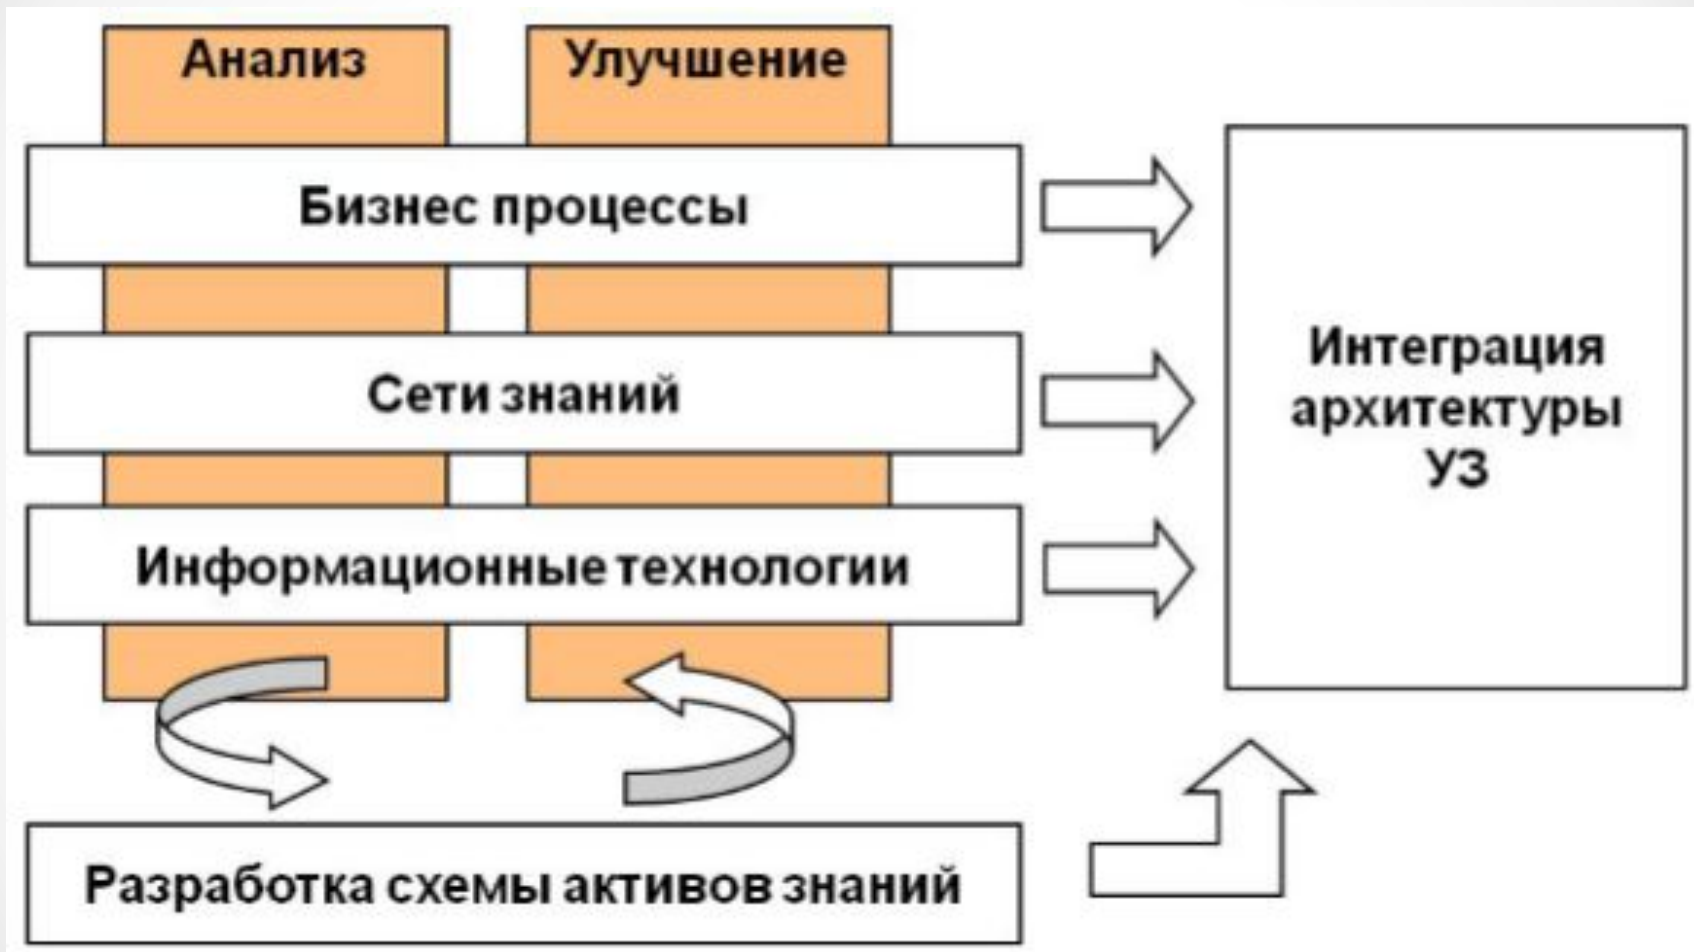 Анализ
Улучшение
Бизнес процессы
Сети знаний
Информационные технологии
Разработка схемы активов знаний
Интеграция
архитектуры
УЗ